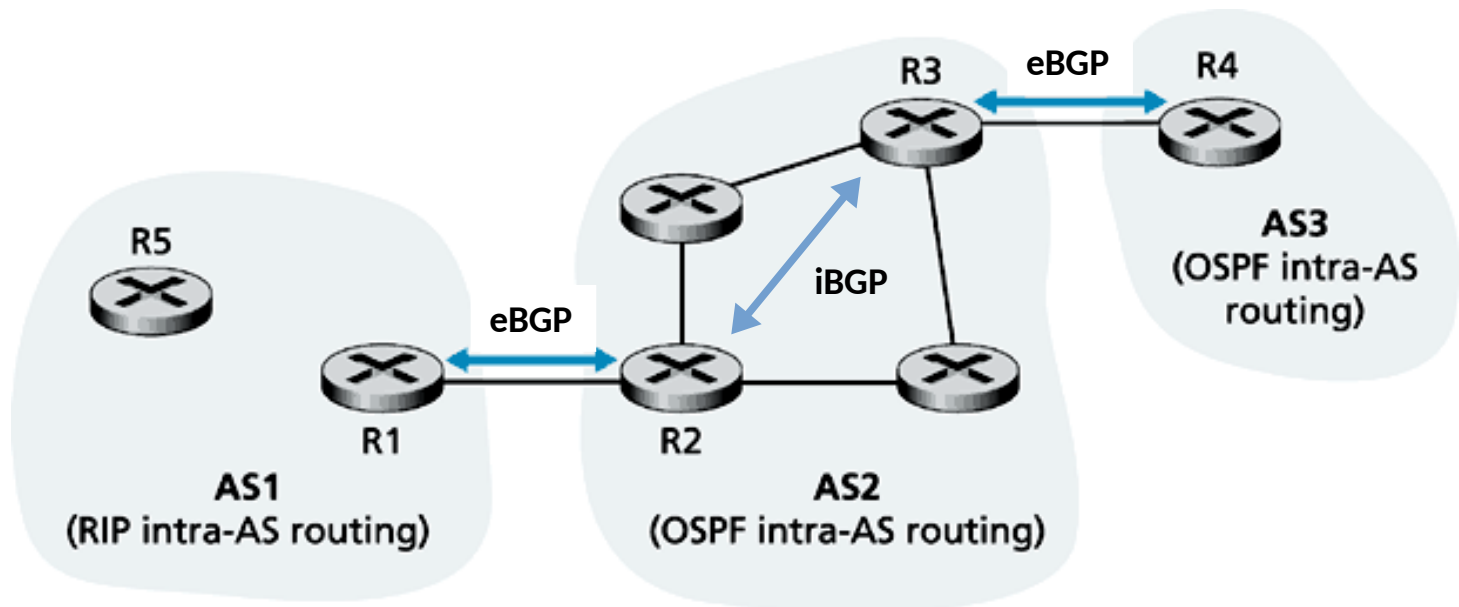 R3
eBGP
R4
R5
eBGP
iBGP
AS3
(OSPF intra-AS
routing)
R1
R2
AS1
(RIP intra-AS routing)
AS2
(OSPF intra-AS routing)